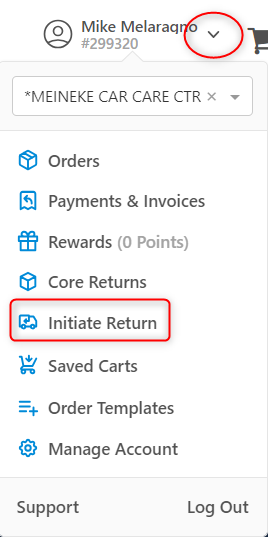 Mike Melaragno
#299320
*MEINEKE CAR CARE CTR ×
Orders
Payments & Invoices
Rewards (0 Points)
Core Returns
Initiate Return
Saved Carts
Order Templates
Manage Account
Support Log Out